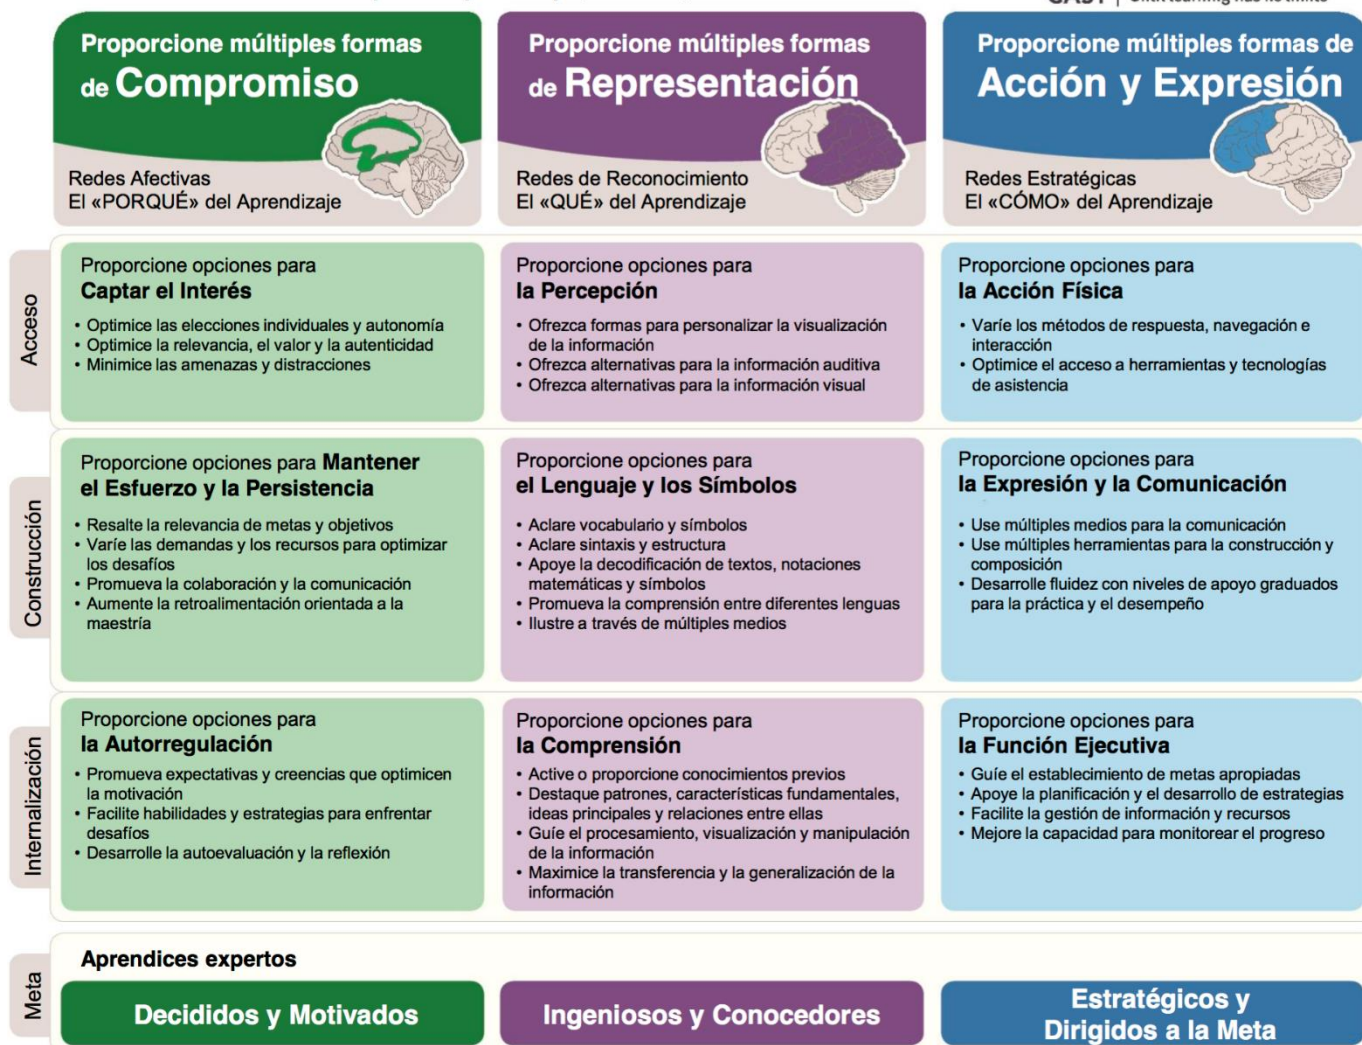 Proporcione múltiples formas
de Compromiso
Redes Afectivas
El «PORQUÉ» del Aprendizaje
Proporcione múltiples formas
de Representación
Redes de Reconocimiento
El «QUÉ» del Aprendizaje
Proporcione múltiples formas de
Acción y Expresión
Redes Estratégicas
El «CÓMO» del Aprendizaje
Acceso
Proporcione opciones para
Captar el Interés
• Optimice las elecciones individuales y autonomía
• Optimice la relevancia, el valor y la autenticidad
• Minimice las amenazas y distracciones
Proporcione opciones para
la Percepción
• Ofrezca formas para personalizar la visualización
de la información
• Ofrezca alternativas para la información auditiva
• Ofrezca alternativas para la información visual
Proporcione opciones para
la Acción Física
• Varíe los métodos de respuesta, navegación e
interacción
• Optimice el acceso a herramientas y tecnologías
de asistencia
Construcción
Proporcione opciones para Mantener
el Esfuerzo y la Persistencia
• Resalte la relevancia de metas y objetivos
• Varíe las demandas y los recursos para optimizar
los desafíos
• Promueva la colaboración y la comunicación
• Aumente la retroalimentación orientada a la
maestría
Proporcione opciones para
el Lenguaje y los Símbolos
• Aclare vocabulario y símbolos
• Aclare sintaxis y estructura
• Apoye la decodificación de textos, notaciones
matemáticas y símbolos
• Promueva la comprensión entre diferentes lenguas
• Ilustre a través de múltiples medios
Proporcione opciones para
la Expresión y la Comunicación
• Use múltiples medios para la comunicación
• Use múltiples herramientas para la construcción y
composición
• Desarrolle fluidez con niveles de apoyo graduados
para la práctica y el desempeño
Internalización
Proporcione opciones para
la Autorregulación
• Promueva expectativas y creencias que optimicen
la motivación
• Facilite habilidades y estrategias para enfrentar
desafíos
• Desarrolle la autoevaluación y la reflexión
Proporcione opciones para
la Comprensión
• Active o proporcione conocimientos previos
• Destaque patrones, características fundamentales,
ideas principales y relaciones entre ellas
• Guíe el procesamiento, visualización y manipulación
de la información
• Maximice la transferencia y la generalización de la
información
Proporcione opciones para
la Función Ejecutiva
• Guíe el establecimiento de metas apropiadas
• Apoye la planificación y el desarrollo de estrategias
• Facilite la gestión de información y recursos
• Mejore la capacidad para monitorear el progreso
Meta
Aprendices expertos
Decididos y Motivados
Ingeniosos y Conocedores
Estratégicos y
Dirigidos a la Meta